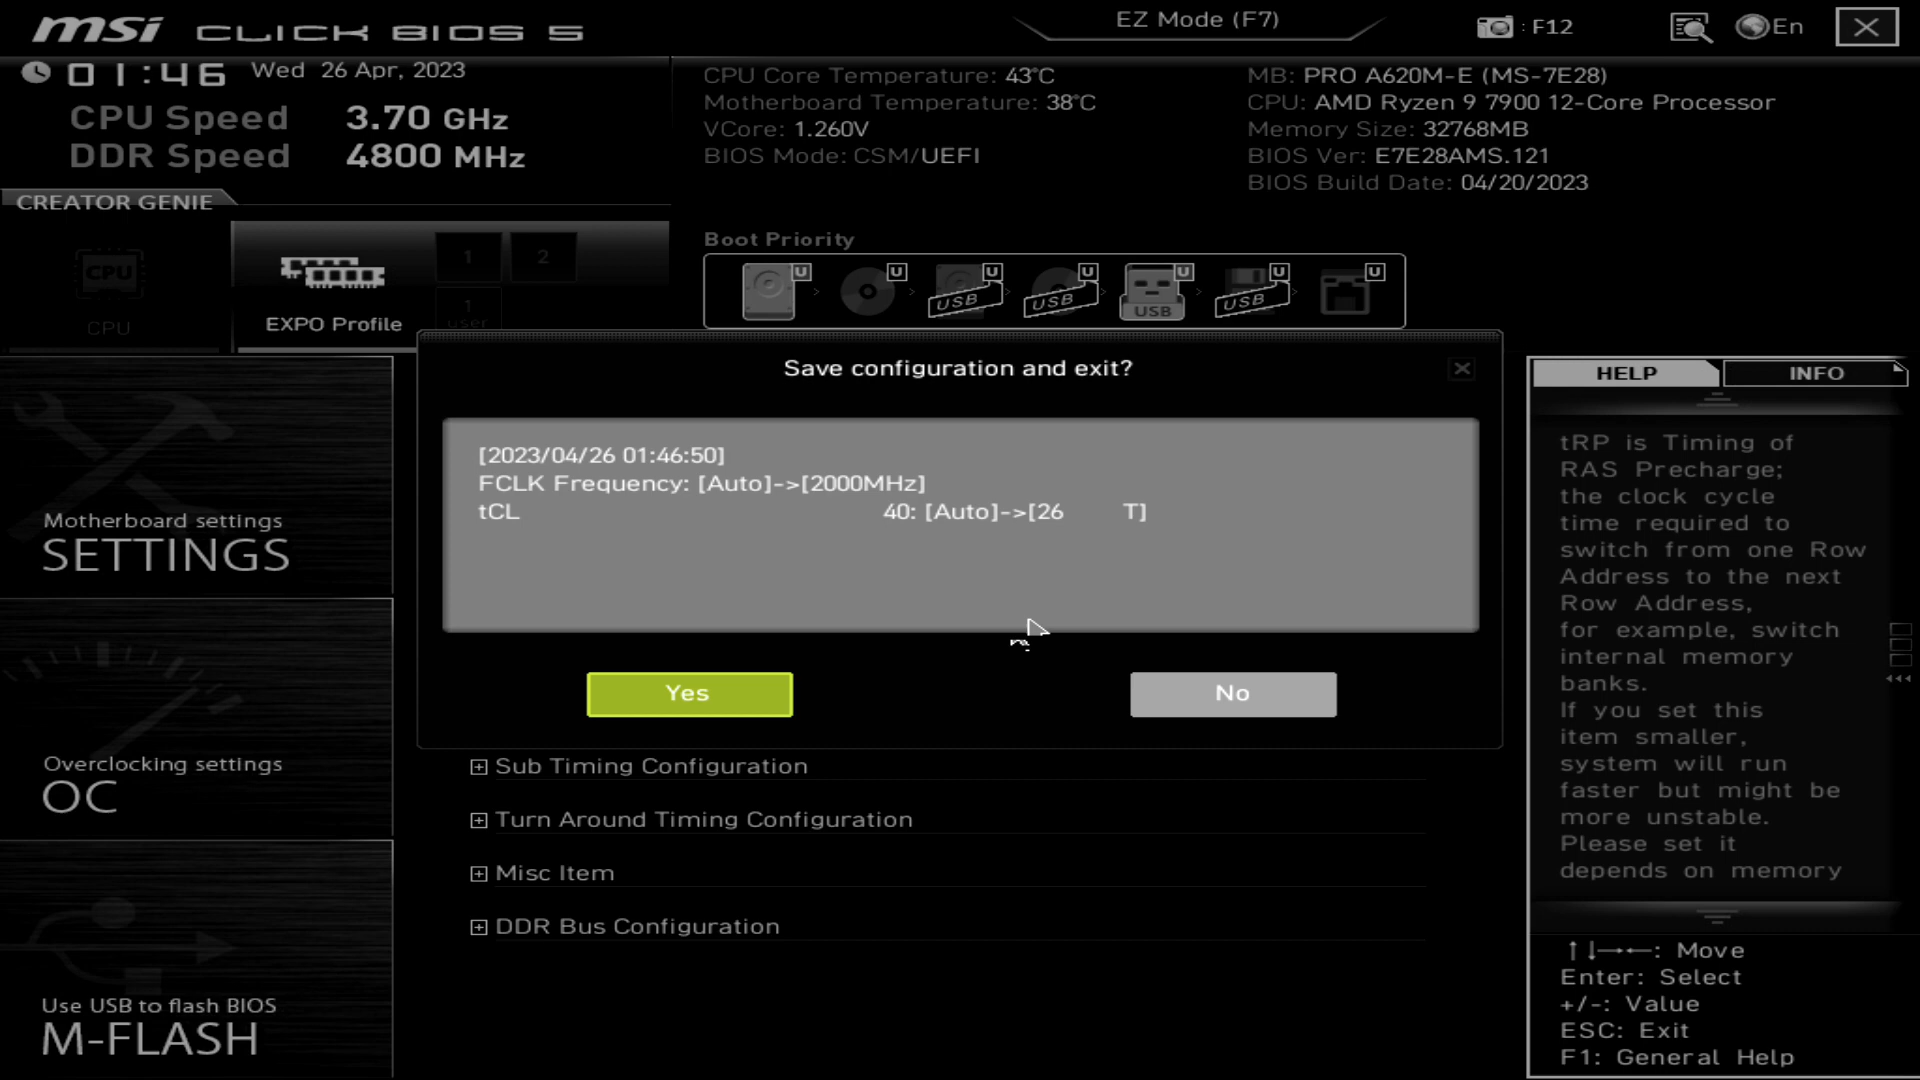 msi CLICK BIOS 5
EZ Mode (F7)
: F12
En
01:46 Wed 26 Apr, 2023
CPU Speed 3.70 GHz
DDR Speed 4800 MHz
CPU Core Temperature: 43°C
Motherboard Temperature: 38°C
VCore: 1.260V
BIOS Mode: CSM/UEFI
MB: PRO A620M-E (MS-7E28)
CPU: AMD Ryzen 9 7900 12-Core Processor
Memory Size: 32768MB
BIOS Ver: E7E28AMS.121
BIOS Build Date: 04/20/2023
CREATOR GENIE
CPU
CPU
EXPO Profile
1 2
1
user
Boot Priority
U U U U U U U
USB USB USB USB
Save configuration and exit?
[2023/04/26 01:46:50]
FCLK Frequency: [Auto]->[2000MHz]
tCL 40: [Auto]->[26 T]
Yes No
Motherboard settings
SETTINGS
Overclocking settings
OC
Use USB to flash BIOS
M-FLASH
Sub Timing Configuration
Turn Around Timing Configuration
Misc Item
DDR Bus Configuration
HELP INFO
tRP is Timing of
RAS Precharge;
the clock cycle
time required to
switch from one Row
Address to the next
Row Address,
for example, switch
internal memory
banks.
If you set this
item smaller,
system will run
faster but might be
more unstable.
Please set it
depends on memory
↑↓→←: Move
Enter: Select
+/-: Value
ESC: Exit
F1: General Help